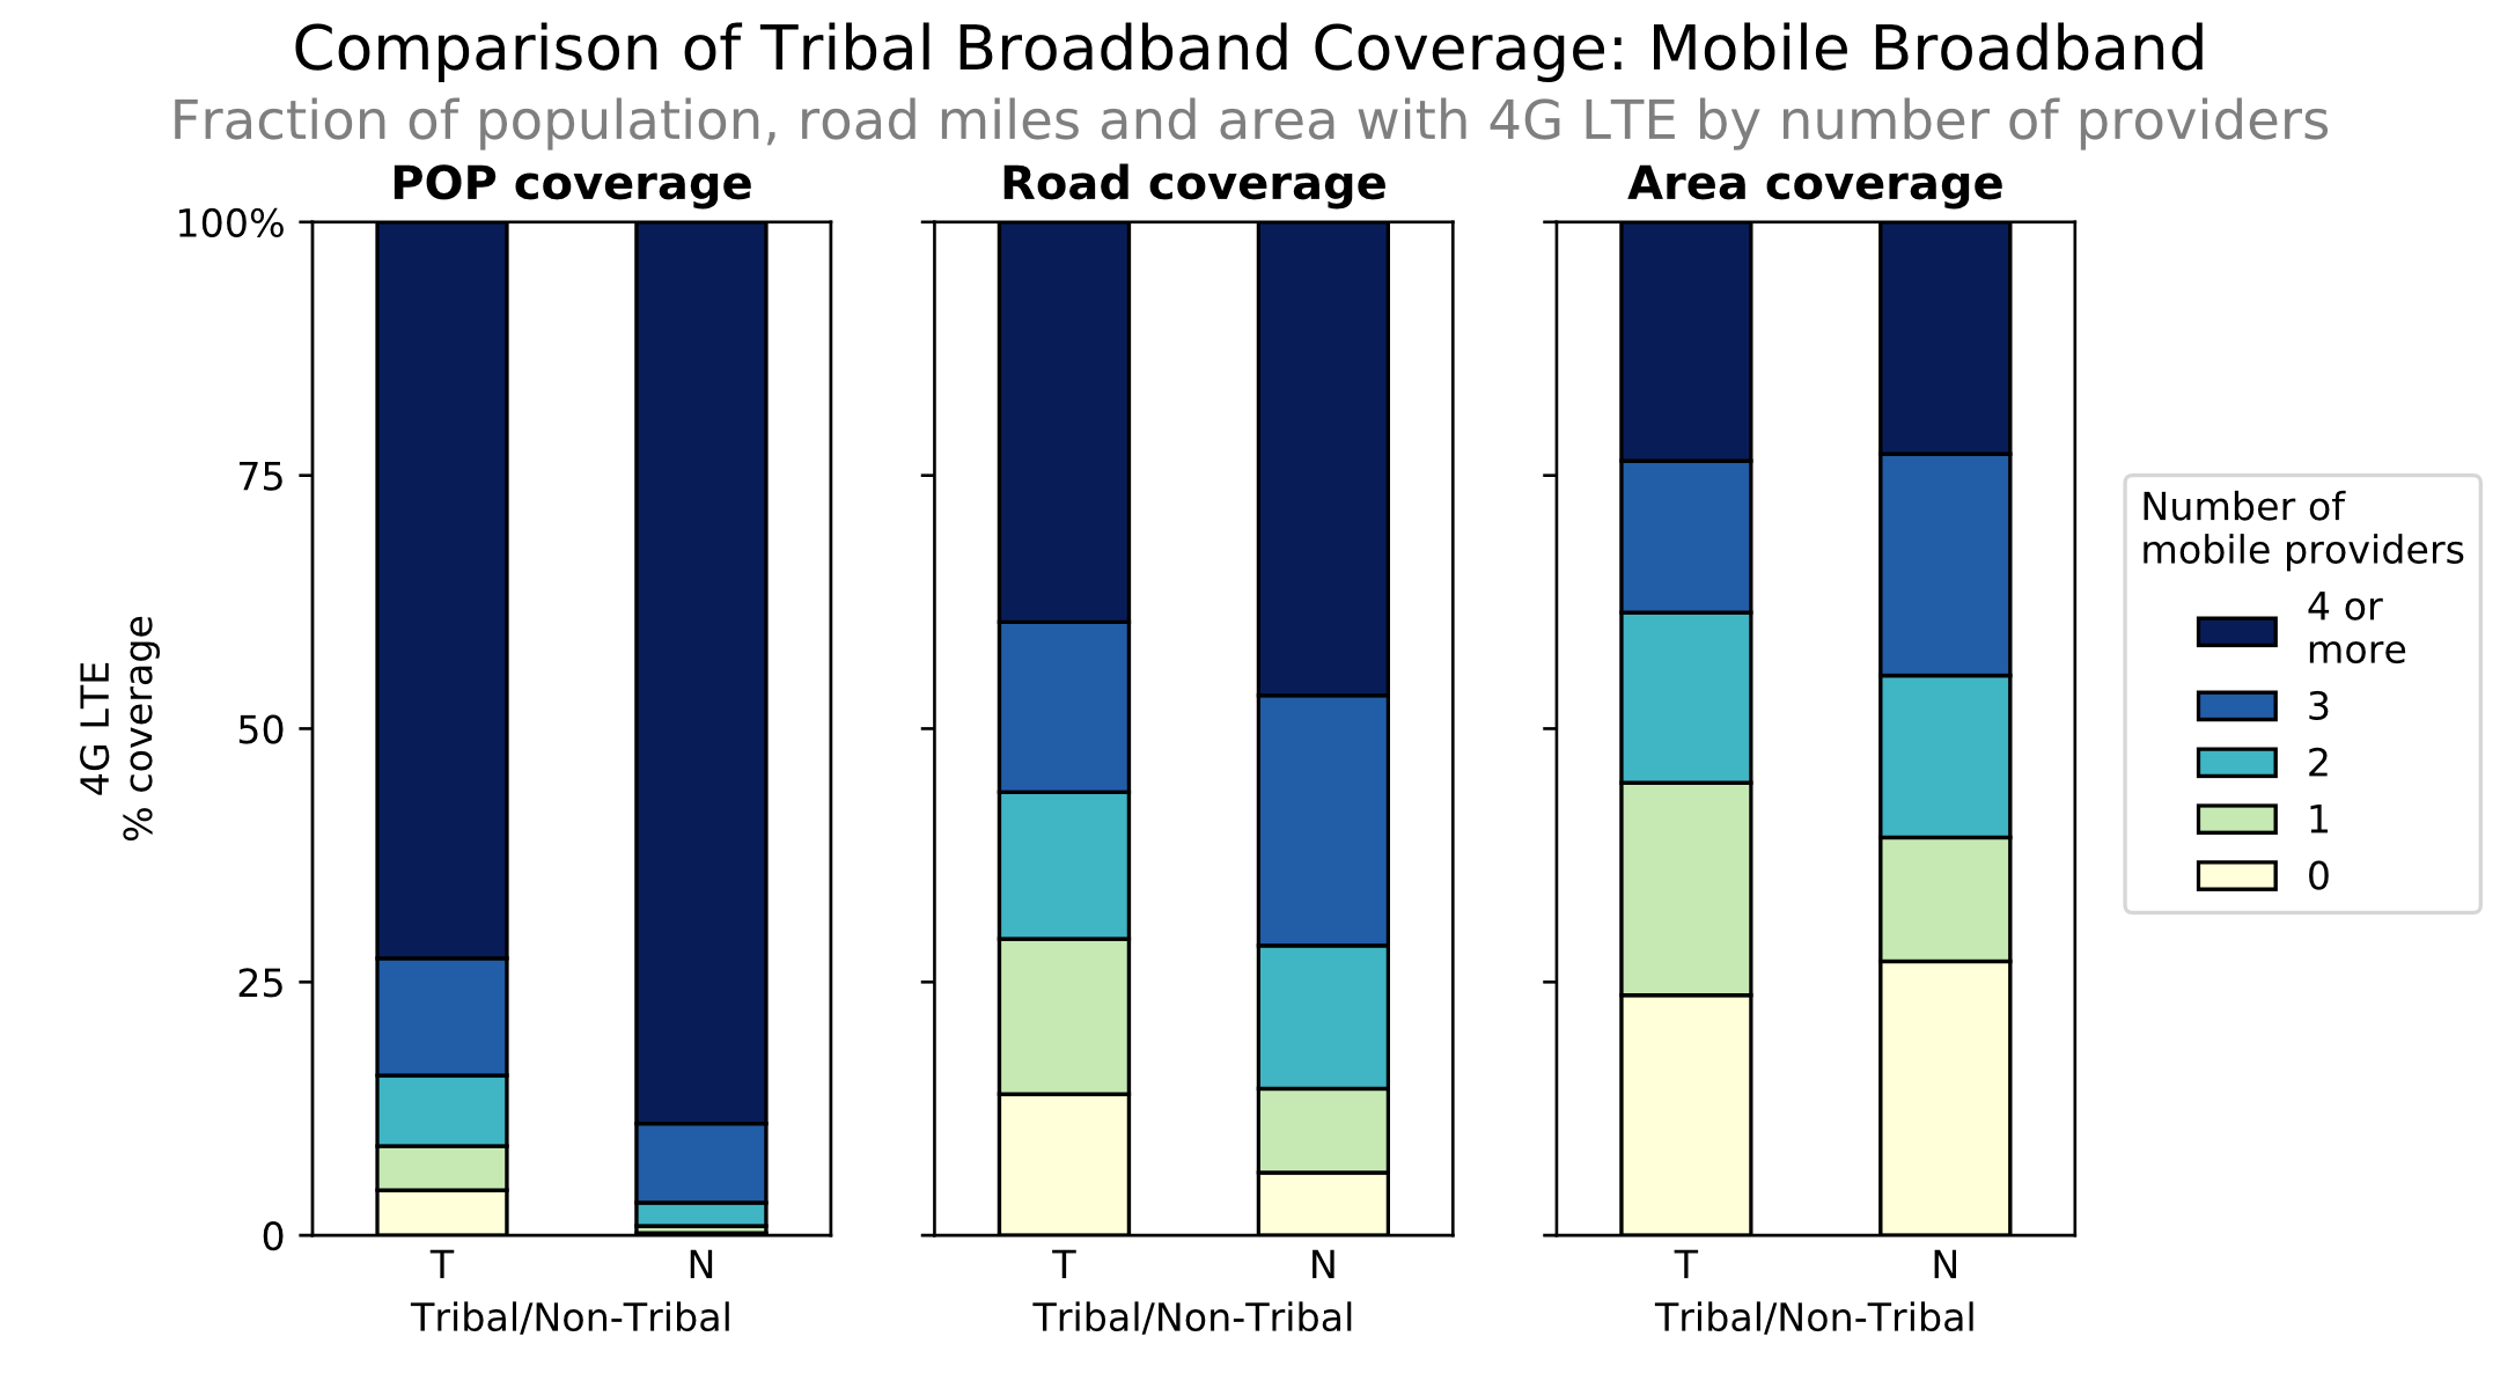 Comparison of Tribal Broadband Coverage: Mobile Broadband
Fraction of population, road miles and area with 4G LTE by number of providers
POP coverage
Road coverage
Area coverage
100%
75
50
25
0
4G LTE
% coverage
T
N
Tribal/Non-Tribal
T
N
Tribal/Non-Tribal
T
N
Tribal/Non-Tribal
Number of
mobile providers
4 or
more
3
2
1
0